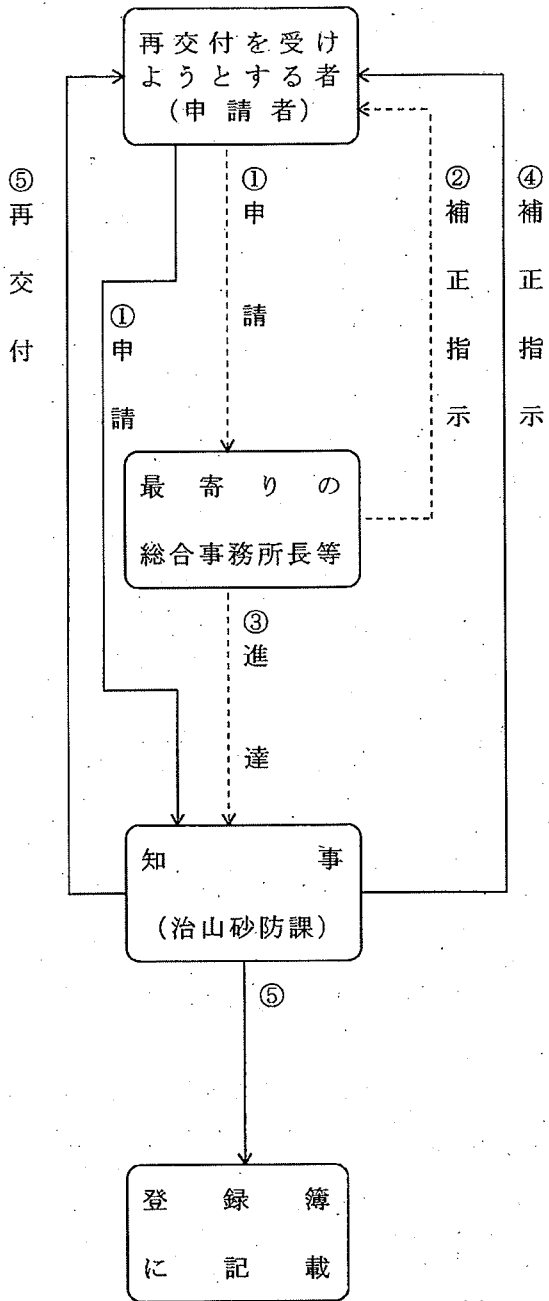 再交付を受け
ようとする者
(申請者)
⑤再交付
①申請
①申請
②補正指示
④補正指示
最寄りの
総合事務所長等
③進達
知事
(治山砂防課)
⑤
登録簿
に記載